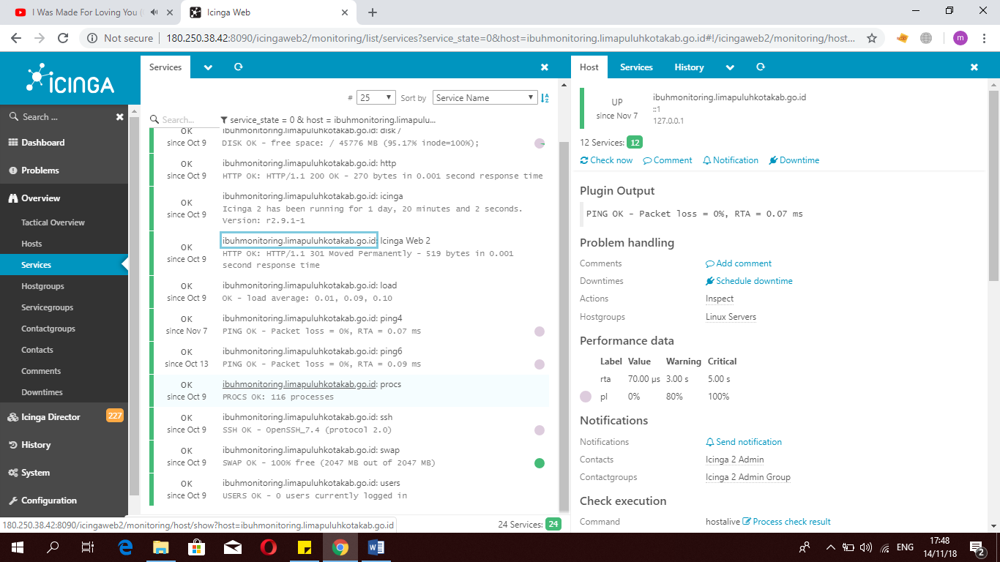 I Was Made For Loving You (
Icinga Web
Not secure
180.250.38.42:8090/icingaweb2/monitoring/list/services?service_state=0&host=ibuhmonitoring.limapuluhkotakab.go.id#!/icingaweb2/monitoring/host...
m
ICINGA
Search ...
Dashboard
Problems
Overview
Tactical Overview
Hosts
Services
Hostgroups
Servicegroups
Contactgroups
Contacts
Comments
Downtimes
Icinga Director 227
History
System
Configuration
Services
# 25 Sort by Service Name
Search... service_state = 0 & host = ibuhmonitoring.limapulu...
OK ibuhmonitoring.limapuluhkotakab.go.id: disk /
since Oct 9 DISK OK - free space: / 45776 MB (95.17% inode=100%);
OK ibuhmonitoring.limapuluhkotakab.go.id: http
since Oct 9 HTTP OK: HTTP/1.1 200 OK - 270 bytes in 0.001 second response time
OK ibuhmonitoring.limapuluhkotakab.go.id: icinga
since Oct 9 Icinga 2 has been running for 1 day, 20 minutes and 2 seconds.
Version: r2.9.1-1
OK ibuhmonitoring.limapuluhkotakab.go.id: Icinga Web 2
since Oct 9 HTTP OK: HTTP/1.1 301 Moved Permanently - 519 bytes in 0.001
second response time
OK ibuhmonitoring.limapuluhkotakab.go.id: load
since Oct 9 OK - load average: 0.01, 0.09, 0.10
OK ibuhmonitoring.limapuluhkotakab.go.id: ping4
since Nov 7 PING OK - Packet loss = 0%, RTA = 0.07 ms
OK ibuhmonitoring.limapuluhkotakab.go.id: ping6
since Oct 13 PING OK - Packet loss = 0%, RTA = 0.09 ms
OK ibuhmonitoring.limapuluhkotakab.go.id: procs
since Oct 9 PROCS OK: 116 processes
OK ibuhmonitoring.limapuluhkotakab.go.id: ssh
since Oct 9 SSH OK - OpenSSH_7.4 (protocol 2.0)
OK ibuhmonitoring.limapuluhkotakab.go.id: swap
since Oct 9 SWAP OK - 100% free (2047 MB out of 2047 MB)
OK ibuhmonitoring.limapuluhkotakab.go.id: users
since Oct 9 USERS OK - 0 users currently logged in
24 Services: 24
180.250.38.42:8090/icingaweb2/monitoring/host/show?host=ibuhmonitoring.limapuluhkotakab.go.id
Host Services History
UP ibuhmonitoring.limapuluhkotakab.go.id
since Nov 7 ::1
127.0.0.1
12 Services: 12
Check now Comment Notification Downtime
Plugin Output
PING OK - Packet loss = 0%, RTA = 0.07 ms
Problem handling
Comments Add comment
Downtimes Schedule downtime
Actions Inspect
Hostgroups Linux Servers
Performance data
Label Value Warning Critical
rta 70.00 µs 3.00 s 5.00 s
pl 0% 80% 100%
Notifications
Notifications Send notification
Contacts Icinga 2 Admin
Contactgroups Icinga 2 Admin Group
Check execution
Command hostalive Process check result
ENG
17:48
14/11/18
2